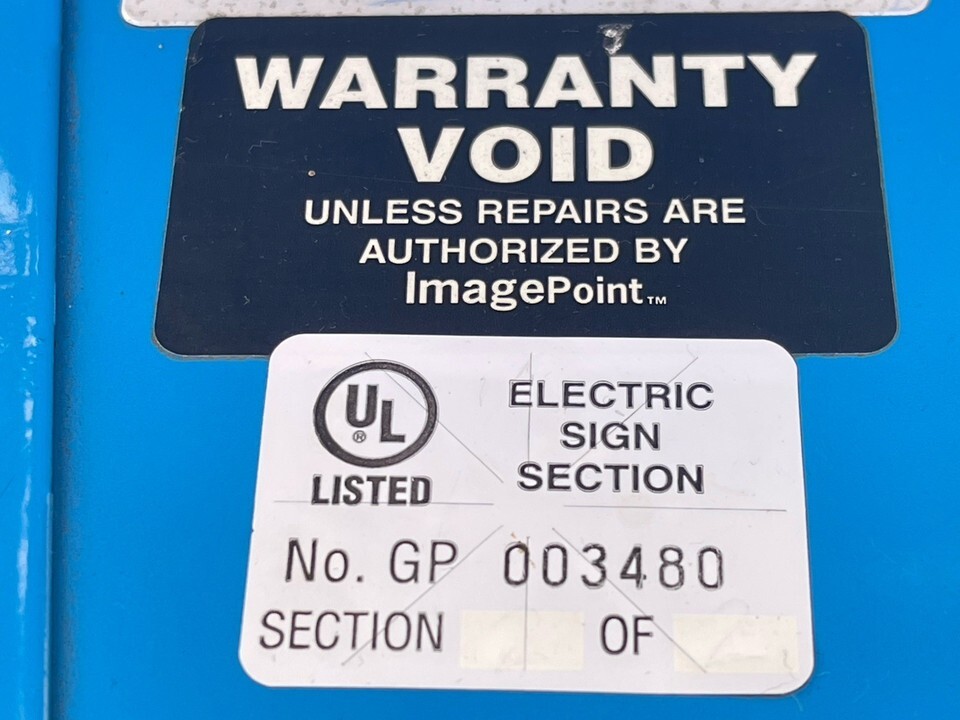 WARRANTY
VOID
UNLESS REPAIRS ARE
AUTHORIZED BY
ImagePoint™
UL
®
LISTED
ELECTRIC
SIGN
SECTION
No. GP 003480
SECTION OF